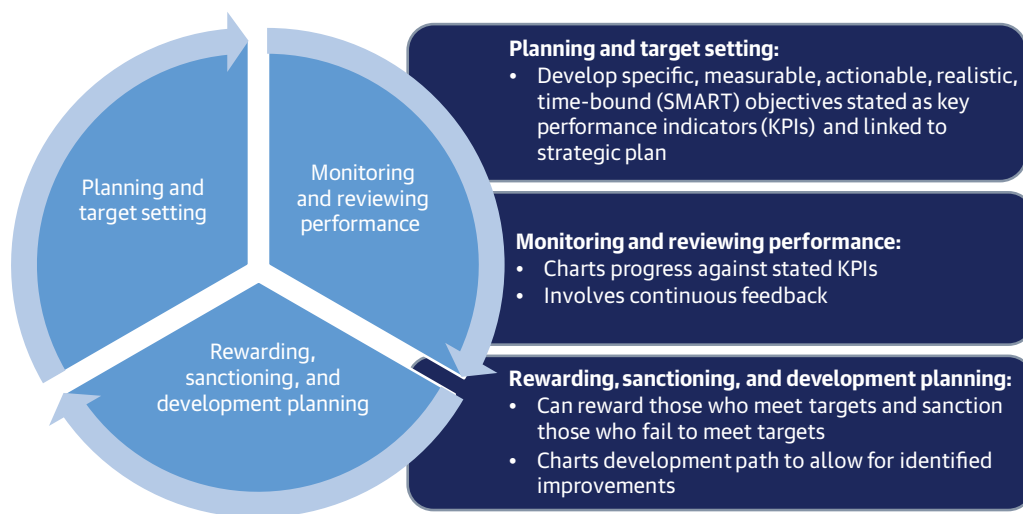 Planning and
target setting
Monitoring
and reviewing
performance
Rewarding,
sanctioning, and
development planning
Planning and target setting:
• Develop specific, measurable, actionable, realistic,
time-bound (SMART) objectives stated as key
performance indicators (KPIs) and linked to
strategic plan
Monitoring and reviewing performance:
• Charts progress against stated KPIs
• Involves continuous feedback
Rewarding, sanctioning, and development planning:
• Can reward those who meet targets and sanction
those who fail to meet targets
• Charts development path to allow for identified
improvements